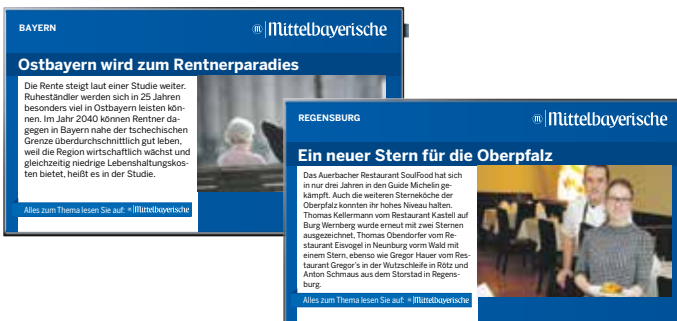 BAYERN
m Mittelbayerische
Ostbayern wird zum Rentnerparadies
Die Rente steigt laut einer Studie weiter.
Ruheständler werden sich in 25 Jahren
besonders viel in Ostbayern leisten kön-
nen. Im Jahr 2040 können Rentner da-
gegen in Bayern nahe der tschechischen
Grenze überdurchschnittlich gut leben,
weil die Region wirtschaftlich wächst und
gleichzeitig niedrige Lebenshaltungskos-
ten bietet, heißt es in der Studie.
Alles zum Thema lesen Sie auf: m Mittelbayerische
REGENSBURG
m Mittelbayerische
Ein neuer Stern für die Oberpfalz
Das Auerbacher Restaurant SoulFood hat sich
in nur drei Jahren in den Guide Michelin ge-
kämpft. Auch die weiteren Sterneköche der
Oberpfalz konnten ihr hohes Niveau halten.
Thomas Kellermann vom Restaurant Kastell auf
Burg Wernberg wurde erneut mit zwei Sternen
ausgezeichnet, Thomas Obendorfer vom Re-
staurant Eisvogel in Neunburg vorm Wald mit
einem Stern, ebenso wie Gregor Hauer vom Res-
taurant Gregor's in der Wutzschleife in Rötz und
Anton Schmaus aus dem Storstad in Regens-
burg.
Alles zum Thema lesen Sie auf: m Mittelbayerische